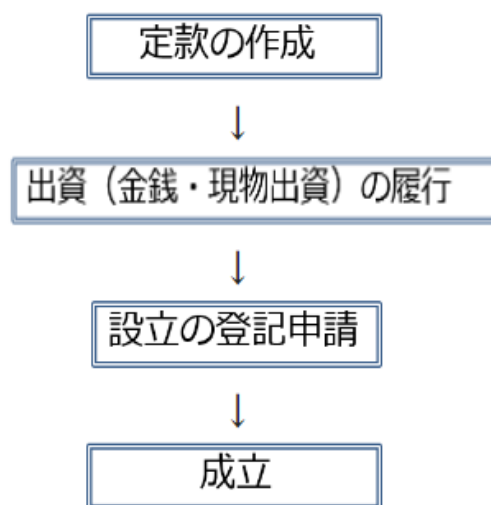 定款の作成
↓
出資（金銭・現物出資）の履行
↓
設立の登記申請
↓
成立